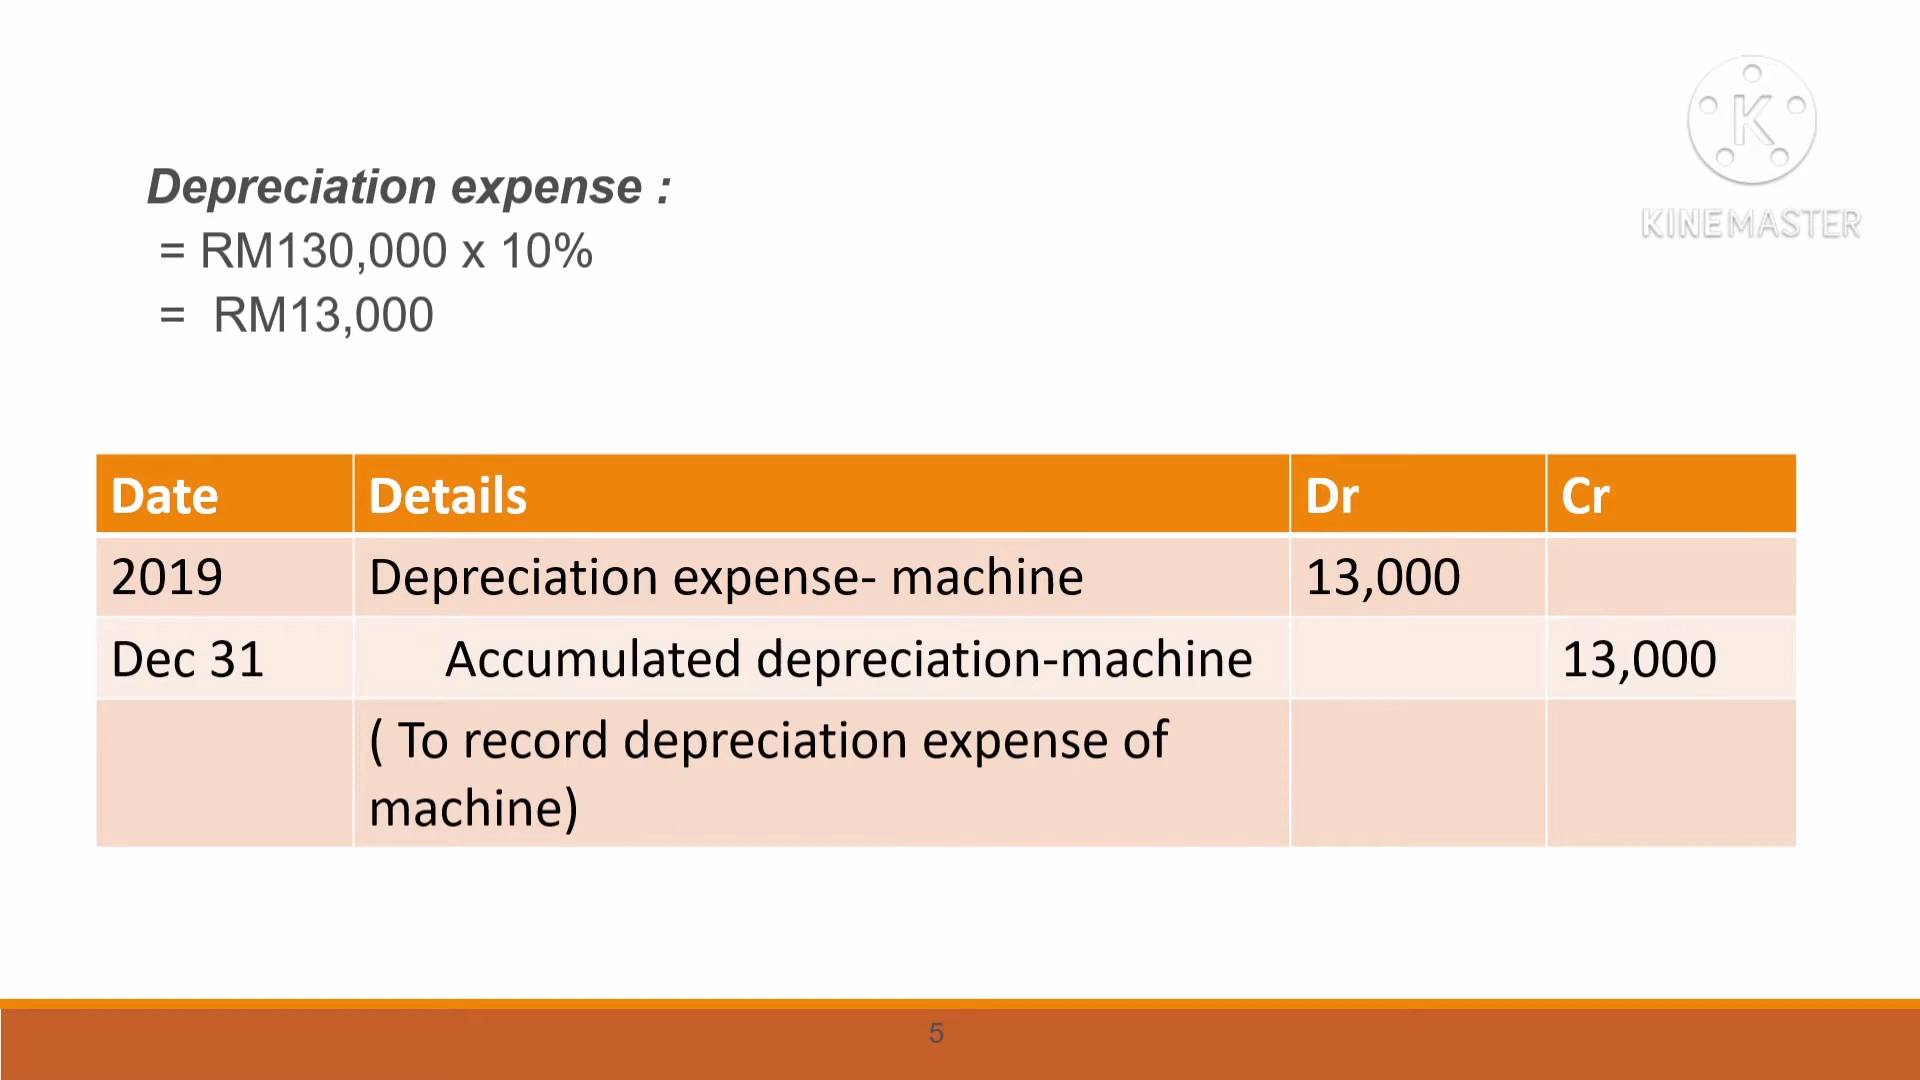 Depreciation expense :
= RM130,000 x 10%
= RM13,000
K
KINEMASTER
Date Details Dr Cr
2019 Depreciation expense- machine 13,000
Dec 31 Accumulated depreciation-machine 13,000
( To record depreciation expense of
machine)
5